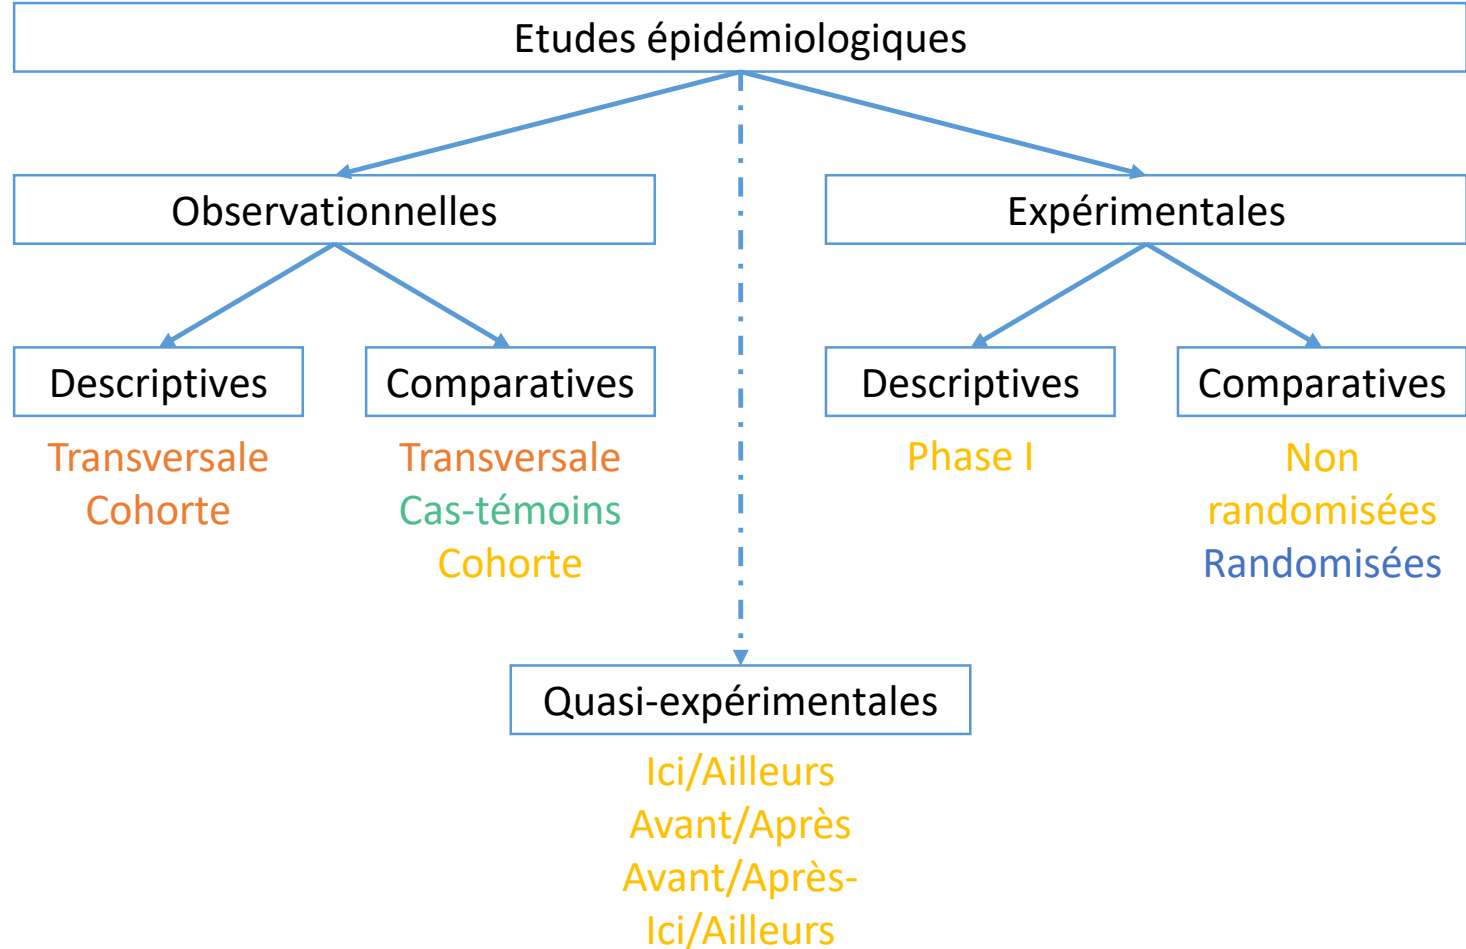 Etudes épidémiologiques
Observationnelles
Expérimentales
Descriptives
Comparatives
Descriptives
Comparatives
Transversale
Cohorte
Transversale
Cas-témoins
Cohorte
Phase I
Non
randomisées
Randomisées
Quasi-expérimentales
Ici/Ailleurs
Avant/Après
Avant/Après-
Ici/Ailleurs